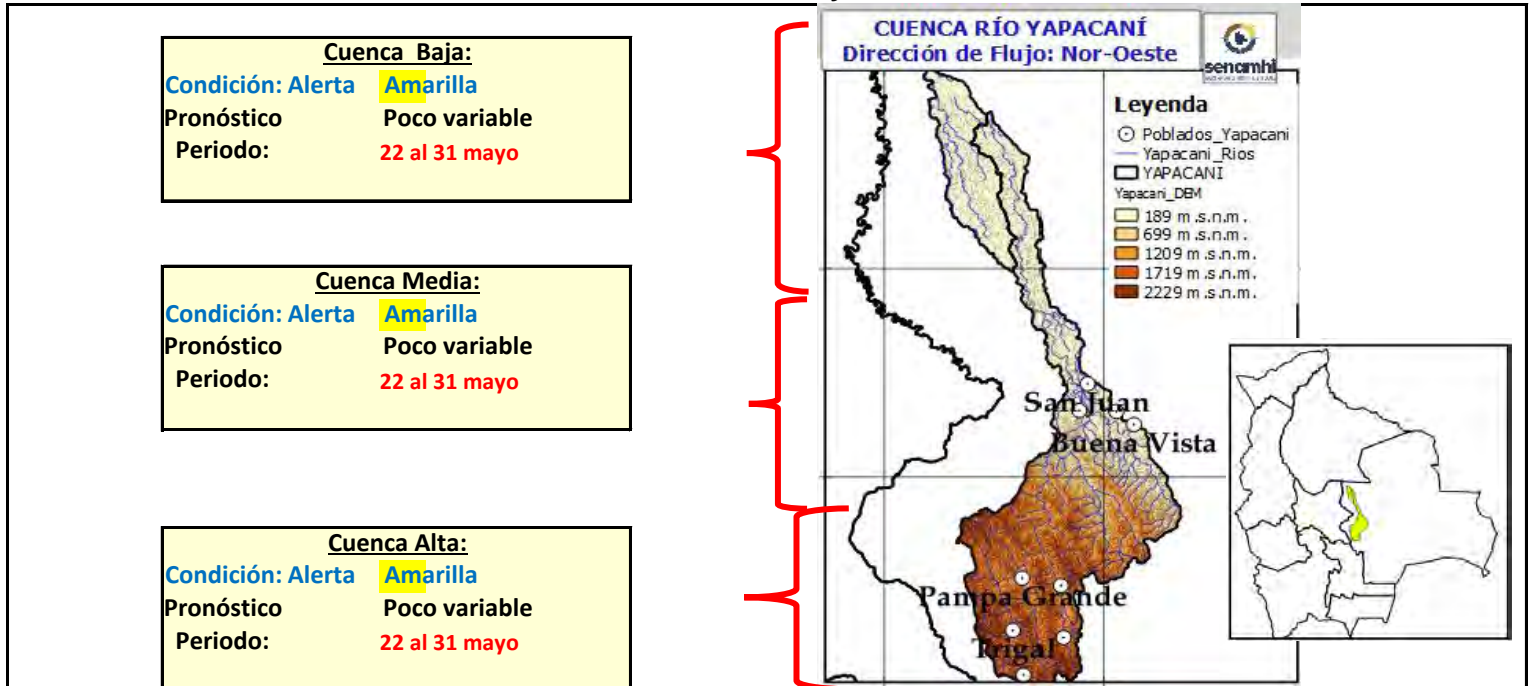 Cuenca Baja:
Condición: Alerta Amarilla
Pronóstico Poco variable
Periodo: 22 al 31 mayo
Cuenca Media:
Condición: Alerta Amarilla
Pronóstico Poco variable
Periodo: 22 al 31 mayo
Cuenca Alta:
Condición: Alerta Amarilla
Pronóstico Poco variable
Periodo: 22 al 31 mayo
CUENCA RÍO YAPACANÍ
Dirección de Flujo: Nor-Oeste
senamhi
Leyenda
Poblados_Yapacani
Yapacani_Rios
YAPACANI
Yapacani_DEM
189 m.s.n.m.
699 m.s.n.m.
1209 m.s.n.m.
1719 m.s.n.m.
2229 m.s.n.m.
San Juan
Buena Vista
Pampa Grande
Trigal